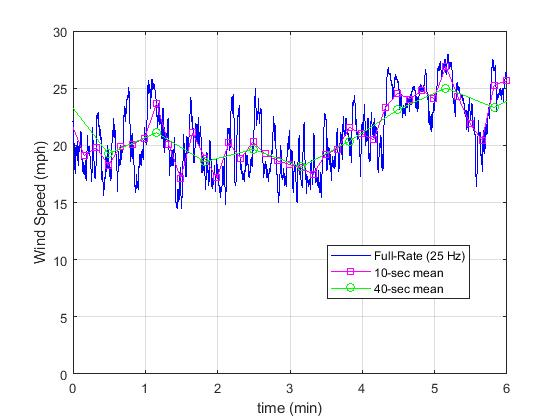 30
25
20
15
10
5
0
Wind Speed (mph)
Full-Rate (25 Hz)
10-sec mean
40-sec mean
0 1 2 3 4 5 6
time (min)